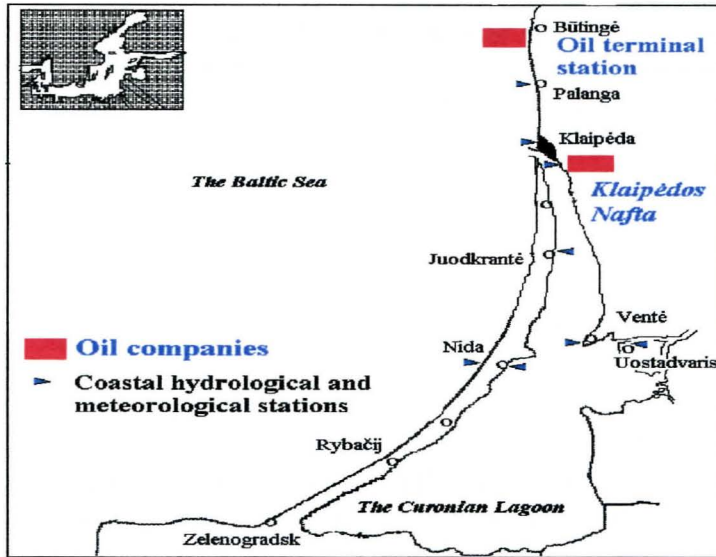 Būtingė
Oil terminal
station
Palanga
Klaipėda
The Baltic Sea
Klaipėdos
Nafta
Juodkrantė
Ventė
Oil companies
Nida
Uostadvaris
Coastal hydrological and
meteorological stations
Rybačij
The Curonian Lagoon
Zelenogradsk